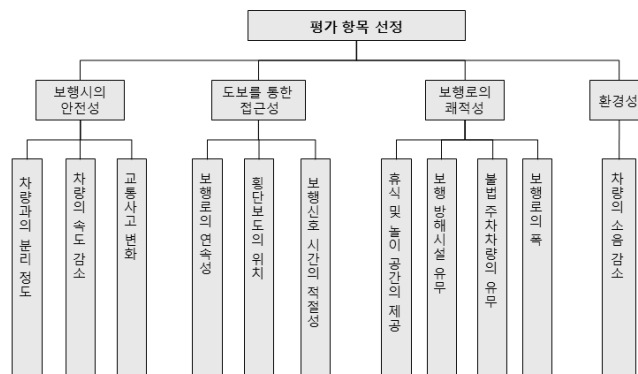 평가 항목 선정
보행시의
안전성
도보를 통한
접근성
보행로의
쾌적성
환경성
차량과의 분리 정도
차량의 속도 감소
교통사고 변화
보행로의 연속성
횡단보도의 위치
보행신호 시간의 적절성
휴식 및 놀이 공간의 제공
보행 방해시설 유무
불법 주차차량의 유무
보행로의 폭
차량의 소음 감소